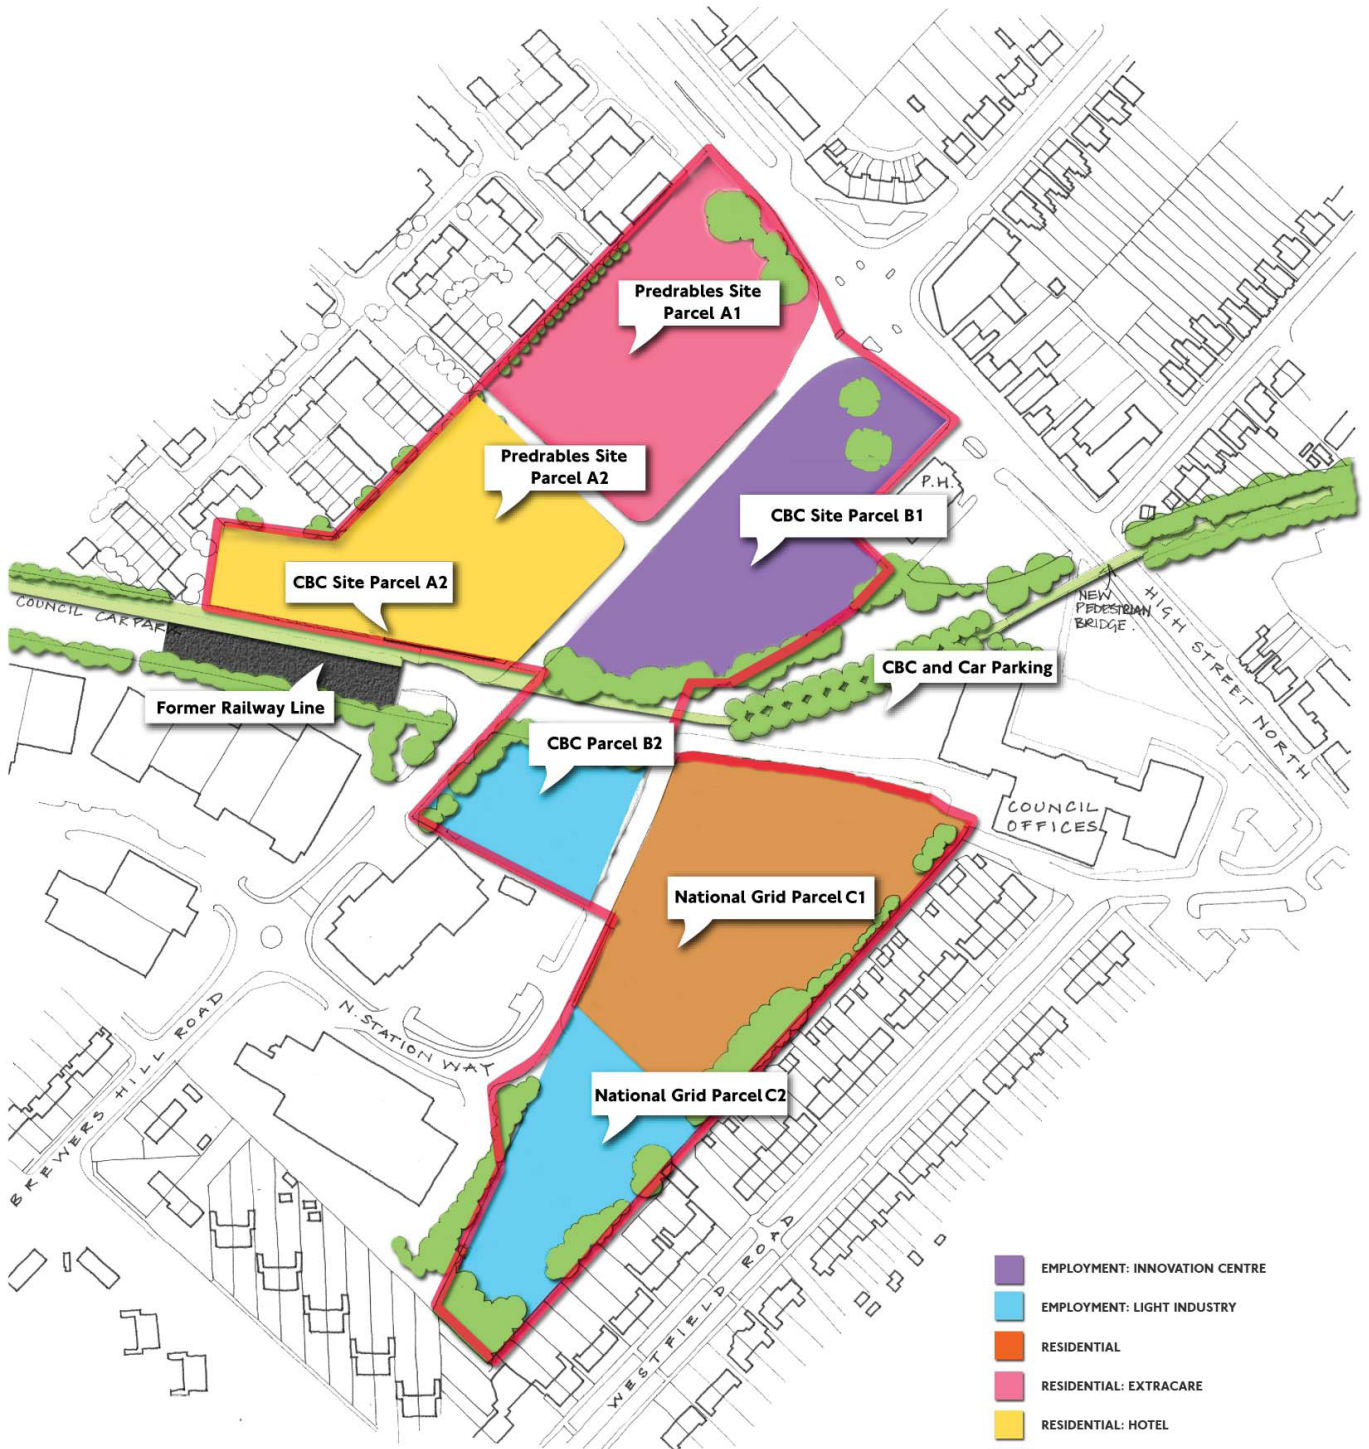 Predrables Site
Parcel A1
Predrables Site
Parcel A2
P.H.
CBC Site Parcel B1
CBC Site Parcel A2
COUNCIL CARPARK
NEW
PEDESTRIAN
BRIDGE.
HIGH STREET NORTH
CBC and Car Parking
Former Railway Line
CBC Parcel B2
COUNCIL
OFFICES
National Grid Parcel C1
N. STATION WAY
BREWERS HILL ROAD
National Grid Parcel C2
WESTFIELD ROAD
EMPLOYMENT: INNOVATION CENTRE
EMPLOYMENT: LIGHT INDUSTRY
RESIDENTIAL
RESIDENTIAL: EXTRACARE
RESIDENTIAL: HOTEL